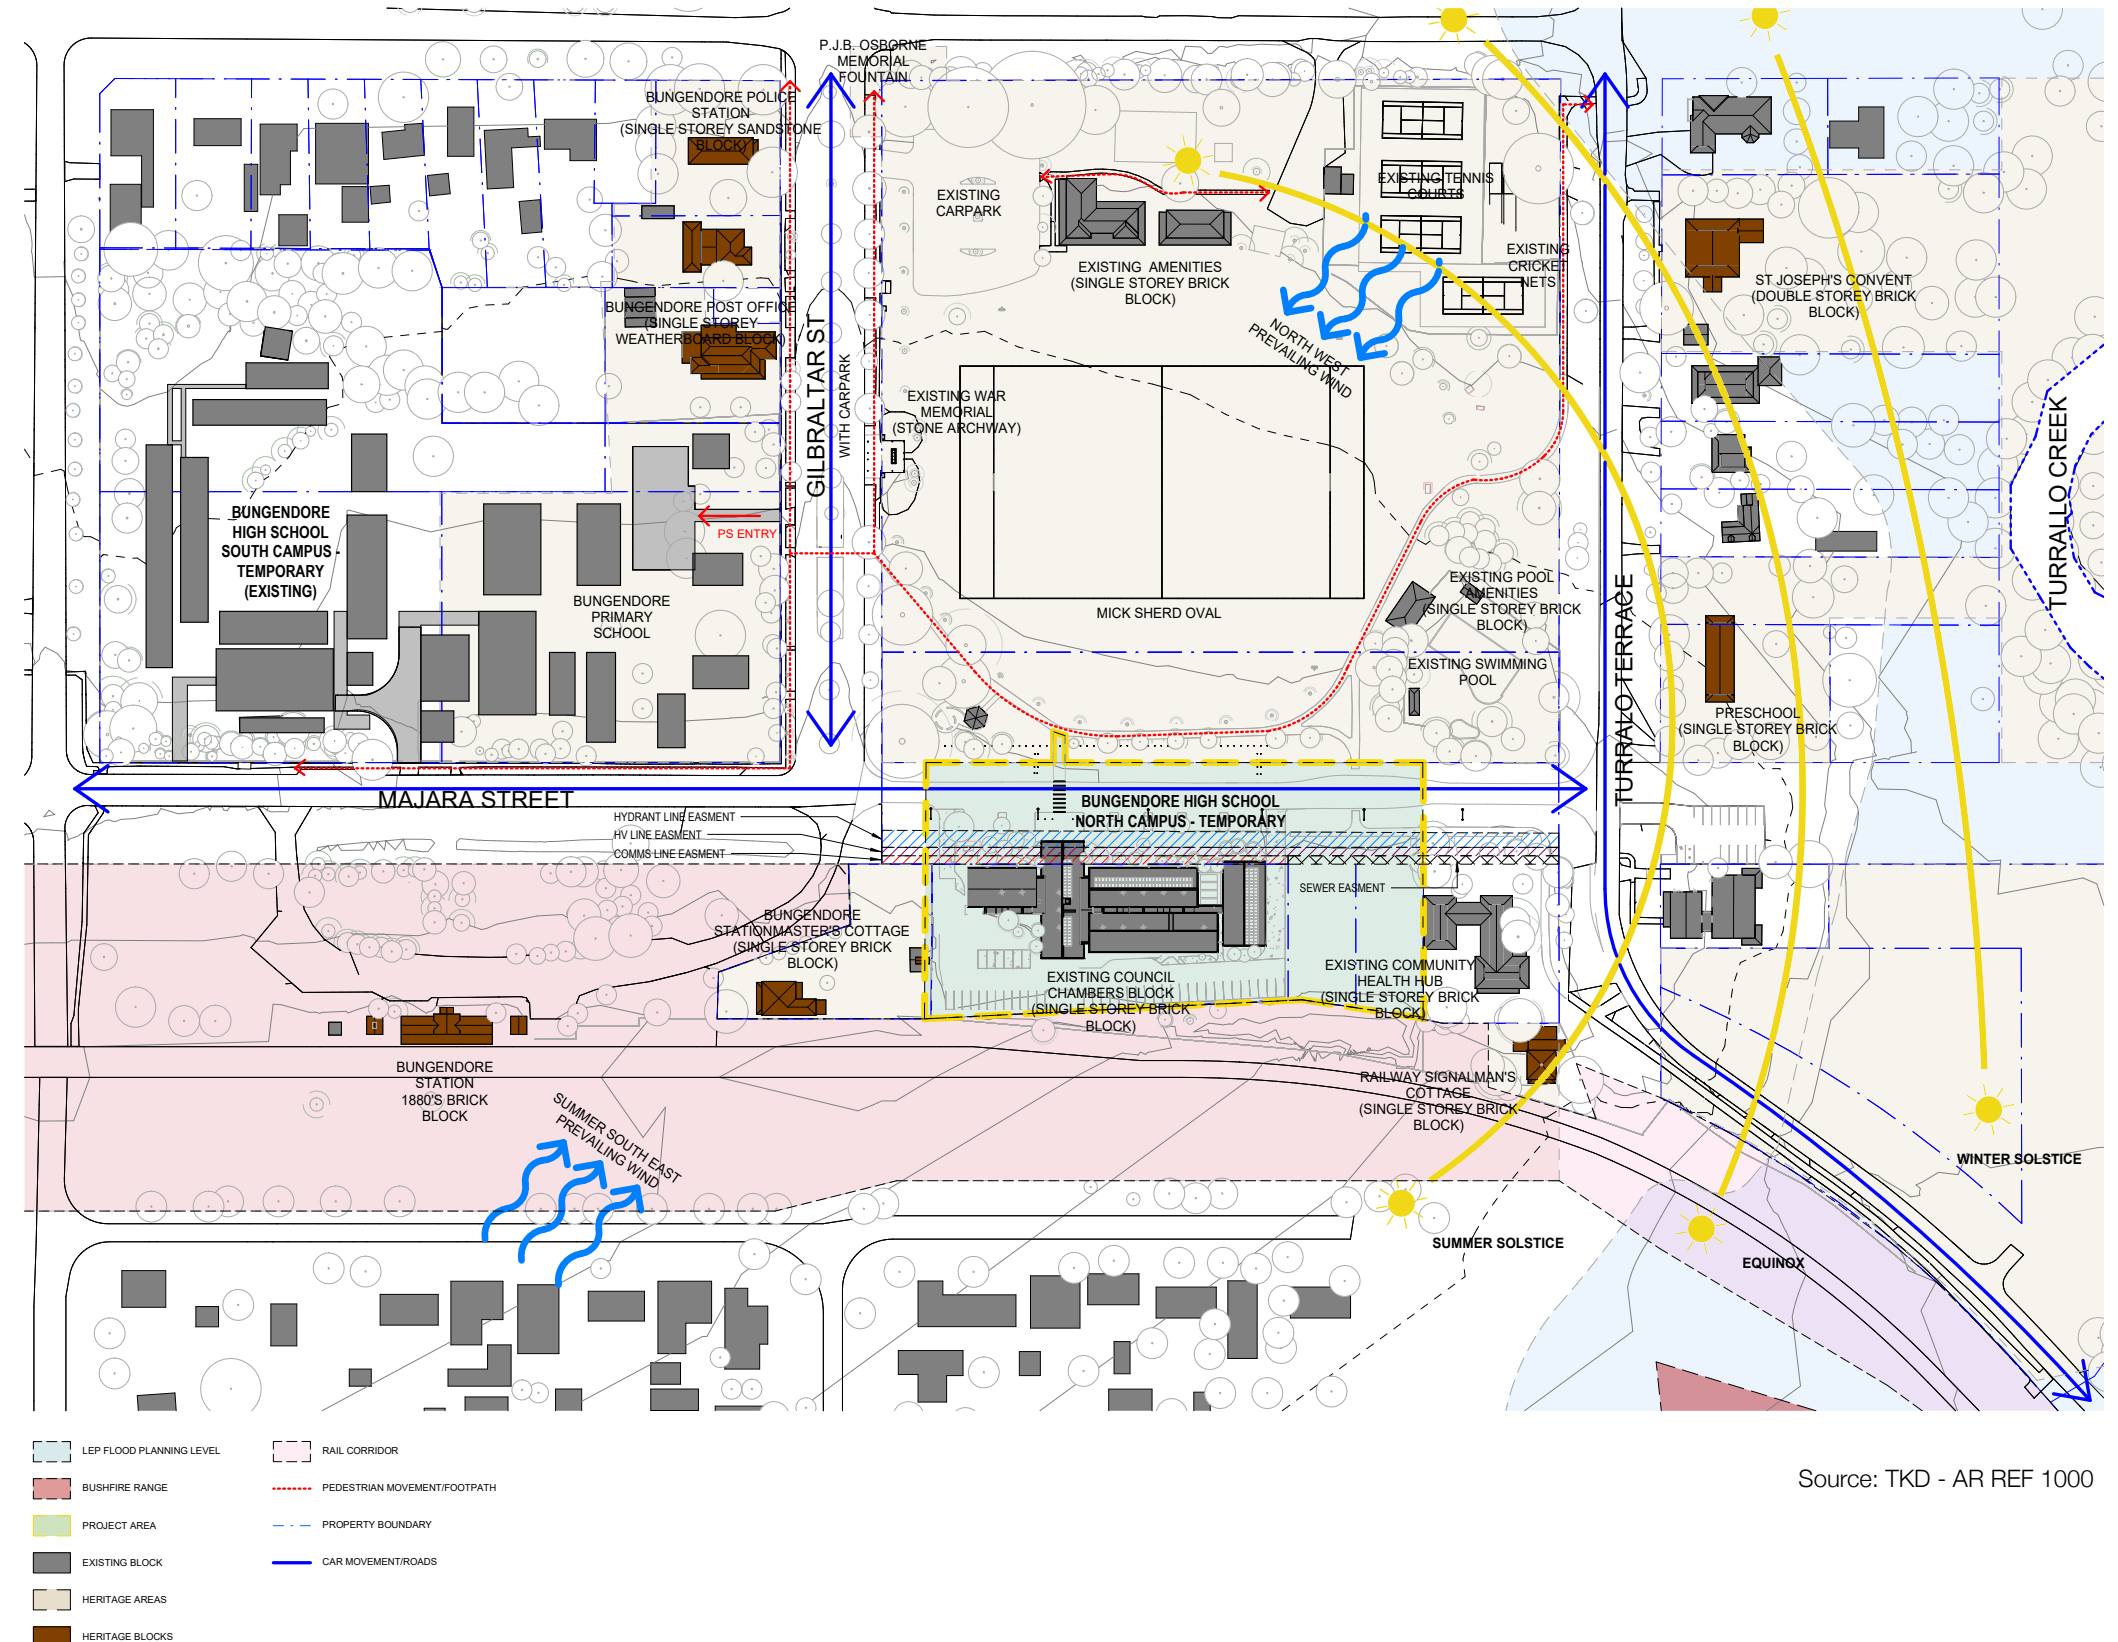 P.J.B. OSBORNE
MEMORIAL
FOUNTAIN
BUNGENDORE POLICE
STATION
(SINGLE STOREY SANDSTONE
BLOCK)
EXISTING
CARPARK
EXISTING TENNIS
COURTS
EXISTING
CRICKET
NETS
EXISTING AMENITIES
(SINGLE STOREY BRICK
BLOCK)
ST JOSEPH'S CONVENT
(DOUBLE STOREY BRICK
BLOCK)
BUNGENDORE POST OFFICE
(SINGLE STOREY
WEATHERBOARD BLOCK)
GILBRALTAR ST
WITH CARPARK
NORTH WEST
PREVAILING WIND
EXISTING WAR
MEMORIAL
(STONE ARCHWAY)
TURRALLO CREEK
BUNGENDORE
HIGH SCHOOL
SOUTH CAMPUS -
TEMPORARY
(EXISTING)
PS ENTRY
BUNGENDORE
PRIMARY
SCHOOL
MICK SHERD OVAL
EXISTING POOL
AMENITIES
(SINGLE STOREY BRICK
BLOCK)
EXISTING SWIMMING
POOL
TURRALO TERRACE
PRESCHOOL
(SINGLE STOREY BRICK
BLOCK)
MAJARA STREET
BUNGENDORE HIGH SCHOOL
NORTH CAMPUS - TEMPORARY
HYDRANT LINE EASMENT
HV LINE EASMENT
COMMS LINE EASMENT
SEWER EASMENT
BUNGENDORE
STATIONMASTER'S COTTAGE
(SINGLE STOREY BRICK
BLOCK)
EXISTING COUNCIL
CHAMBERS BLOCK
(SINGLE STOREY BRICK
BLOCK)
EXISTING COMMUNITY
HEALTH HUB
(SINGLE STOREY BRICK
BLOCK)
BUNGENDORE
STATION
1880'S BRICK
BLOCK
RAILWAY SIGNALMAN'S
COTTAGE
(SINGLE STOREY BRICK
BLOCK)
SUMMER SOUTH EAST
PREVAILING WIND
WINTER SOLSTICE
SUMMER SOLSTICE
EQUINOX
LEP FLOOD PLANNING LEVEL
BUSHFIRE RANGE
PROJECT AREA
EXISTING BLOCK
HERITAGE AREAS
HERITAGE BLOCKS
RAIL CORRIDOR
PEDESTRIAN MOVEMENT/FOOTPATH
PROPERTY BOUNDARY
CAR MOVEMENT/ROADS
Source: TKD - AR REF 1000